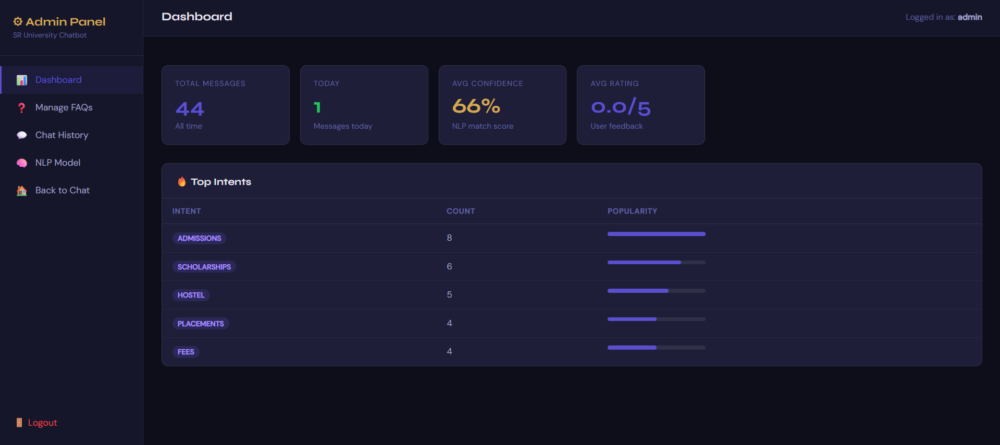 Admin Panel
SR University Chatbot
Dashboard
Manage FAQs
Chat History
NLP Model
Back to Chat
Logout
Dashboard
Logged in as: admin
TOTAL MESSAGES
44
All time
TODAY
1
Messages today
AVG CONFIDENCE
66%
NLP match score
AVG RATING
0.0/5
User feedback
Top Intents
INTENT COUNT POPULARITY
ADMISSIONS 8
SCHOLARSHIPS 6
HOSTEL 5
PLACEMENTS 4
FEES 4